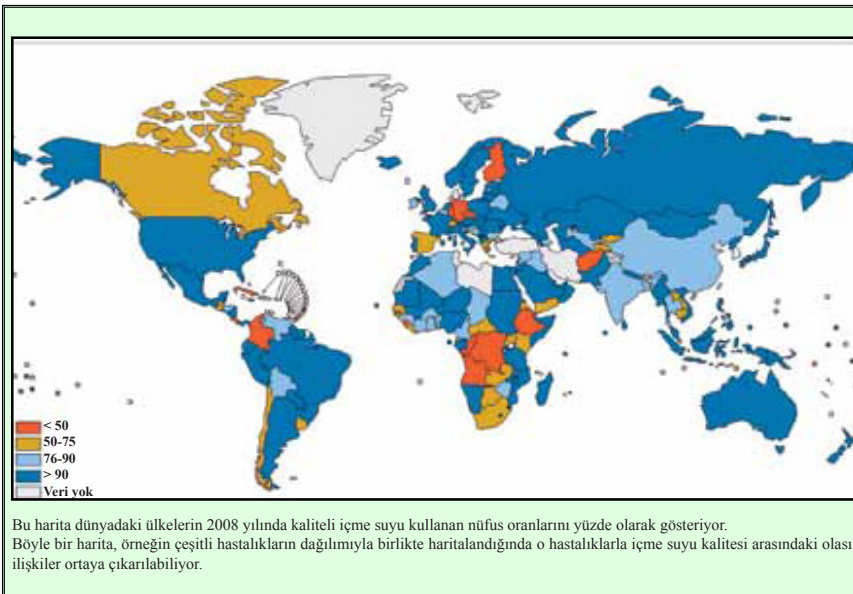 < 50
50-75
76-90
> 90
Veri yok
Bu harita dünyadaki ülkelerin 2008 yılında kaliteli içme suyu kullanan nüfus oranlarını yüzde olarak gösteriyor.
Böyle bir harita, örneğin çeşitli hastalıkların dağılımıyla birlikte haritalandığında o hastalıklarla içme suyu kalitesi arasındaki olası
ilişkiler ortaya çıkarılabiliyor.